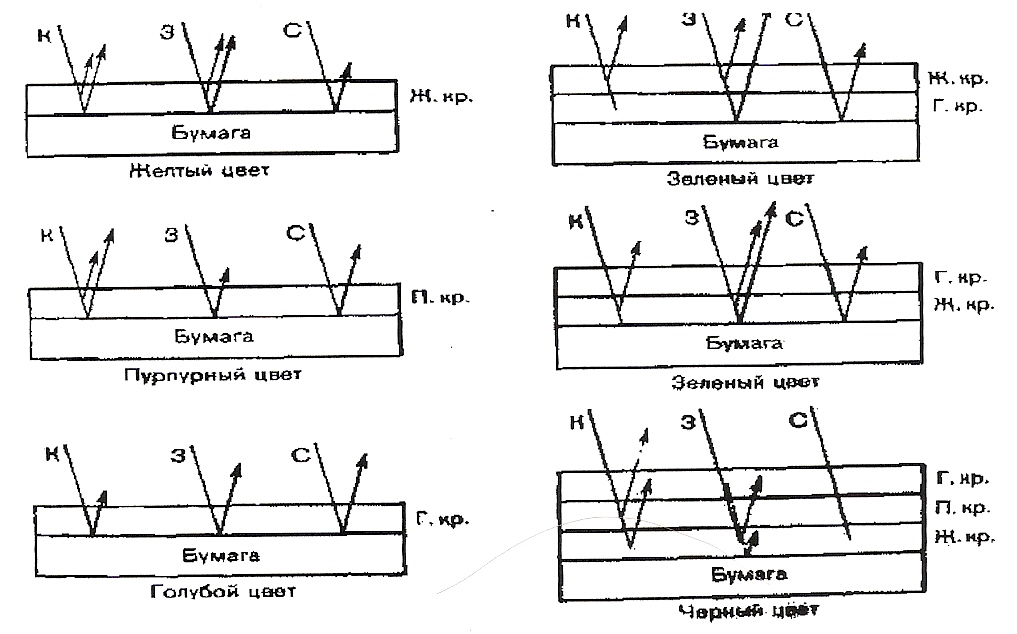 К З С
Ж. кр.
Бумага
Желтый цвет
К З С
П. кр.
Бумага
Пурпурный цвет
К З С
Г. кр.
Бумага
Голубой цвет
К З С
Ж. кр.
Г. кр.
Бумага
Зеленый цвет
К З С
Г. кр.
Ж. кр.
Бумага
Зеленый цвет
К З С
Г. кр.
П. кр.
Ж. кр.
Бумага
Черный цвет